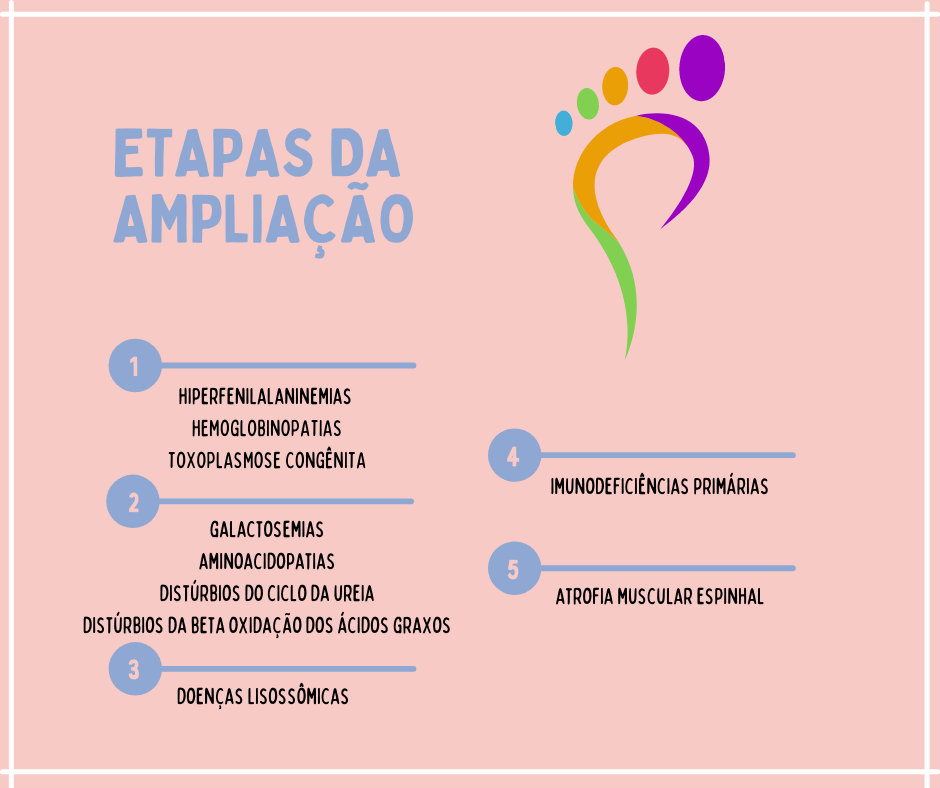 ETAPAS DA
AMPLIAÇÃO
1
HIPERFENILALANINEMIAS
HEMOGLOBINOPATIAS
TOXOPLASMOSE CONGÊNITA
2
GALACTOSEMIAS
AMINOACIDOPATIAS
DISTÚRBIOS DO CICLO DA UREIA
DISTÚRBIOS DA BETA OXIDAÇÃO DOS ÁCIDOS GRAXOS
3
DOENÇAS LISOSSÔMICAS
4
IMUNODEFICIÊNCIAS PRIMÁRIAS
5
ATROFIA MUSCULAR ESPINHAL